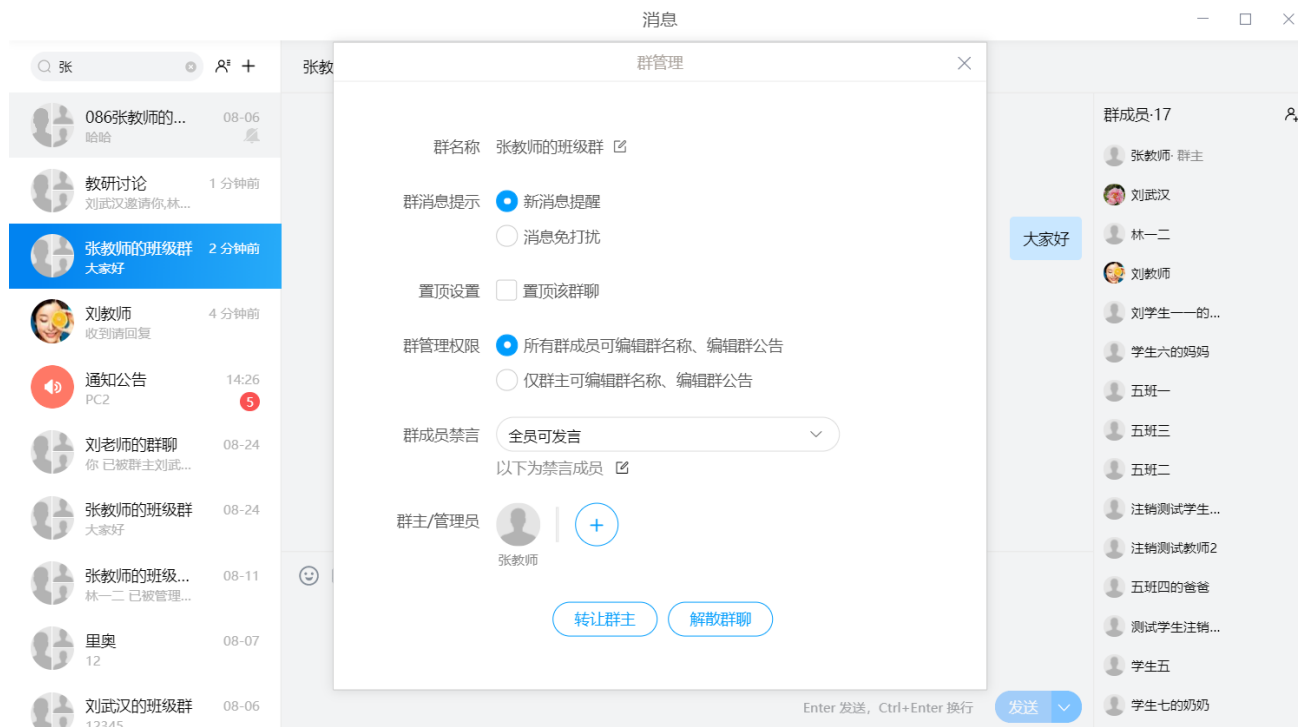 消息
张
086张教师的... 08-06
哈哈
教研讨论 1 分钟前
刘武汉邀请你,林...
张教师的班级群 2 分钟前
大家好
刘教师 4 分钟前
收到请回复
通知公告 14:26
PC2 5
刘老师的群聊 08-24
你 已被群主刘武...
张教师的班级群 08-24
大家好
张教师的班级... 08-11
林一二 已被管理...
里奥 08-07
12
刘武汉的班级群 08-06
12345
张教
群管理
群名称 张教师的班级群
群消息提示 新消息提醒
消息免打扰
置顶设置 置顶该群聊
群管理权限 所有群成员可编辑群名称、编辑群公告
仅群主可编辑群名称、编辑群公告
群成员禁言 全员可发言
以下为禁言成员
群主/管理员
张教师
转让群主 解散群聊
大家好
Enter 发送, Ctrl+Enter 换行 发送
群成员·17
张教师· 群主
刘武汉
林一二
刘教师
刘学生一一的...
学生六的妈妈
五班一
五班三
五班二
注销测试学生...
注销测试教师2
五班四的爸爸
测试学生注销...
学生五
学生七的奶奶